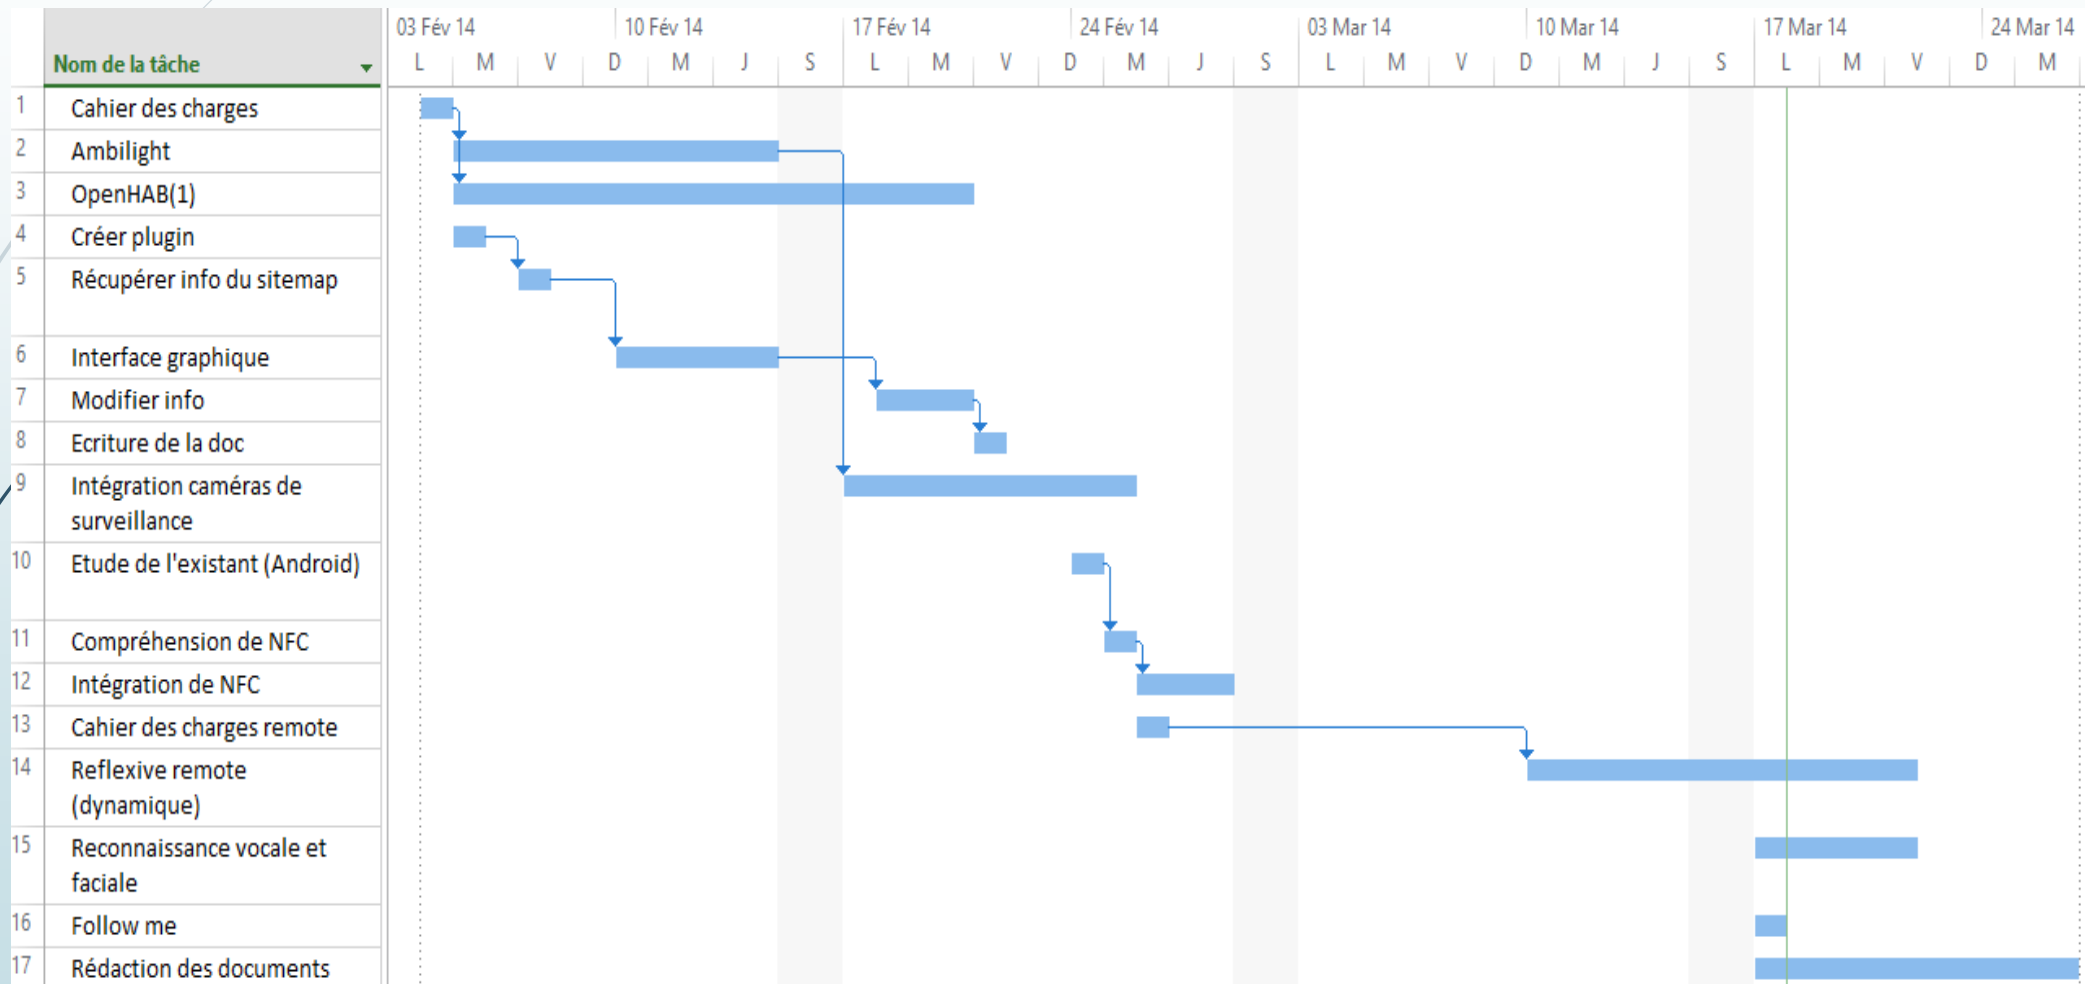 03 Fév 14 10 Fév 14 17 Fév 14 24 Fév 14 03 Mar 14 10 Mar 14 17 Mar 14 24 Mar 14
Nom de la tâche L M V D M J S L M V D M J S L M V D M J S L M V D M
1 Cahier des charges
2 Ambilight
3 OpenHAB(1)
4 Créer plugin
5 Récupérer info du sitemap
6 Interface graphique
7 Modifier info
8 Ecriture de la doc
9 Intégration caméras de
surveillance
10 Etude de l'existant (Android)
11 Compréhension de NFC
12 Intégration de NFC
13 Cahier des charges remote
14 Reflexive remote
(dynamique)
15 Reconnaissance vocale et
faciale
16 Follow me
17 Rédaction des documents